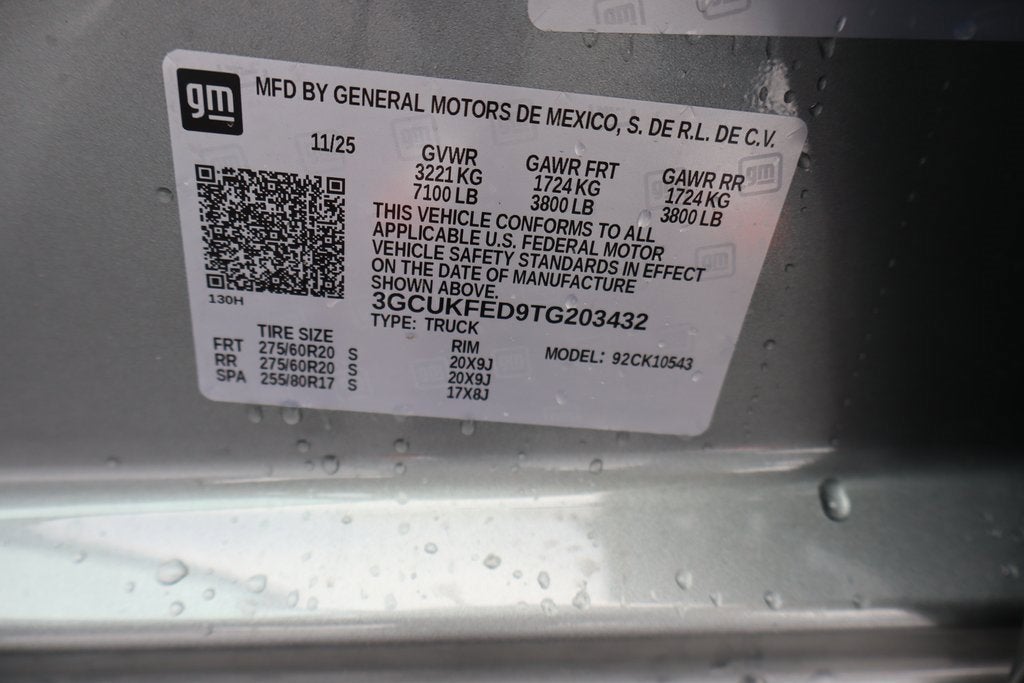 gm
MFD BY GENERAL MOTORS DE MEXICO, S. DE R.L. DE C.V.
11/25
GVWR GAWR FRT GAWR RR
3221 KG 1724 KG 1724 KG
7100 LB 3800 LB 3800 LB
THIS VEHICLE CONFORMS TO ALL
APPLICABLE U.S. FEDERAL MOTOR
VEHICLE SAFETY STANDARDS IN EFFECT
ON THE DATE OF MANUFACTURE
SHOWN ABOVE.
130H
3GCUKFED9TG203432
TYPE: TRUCK
TIRE SIZE RIM MODEL: 92CK10543
FRT 275/60R20 S 20X9J
RR 275/60R20 S 20X9J
SPA 255/80R17 S 17X8J